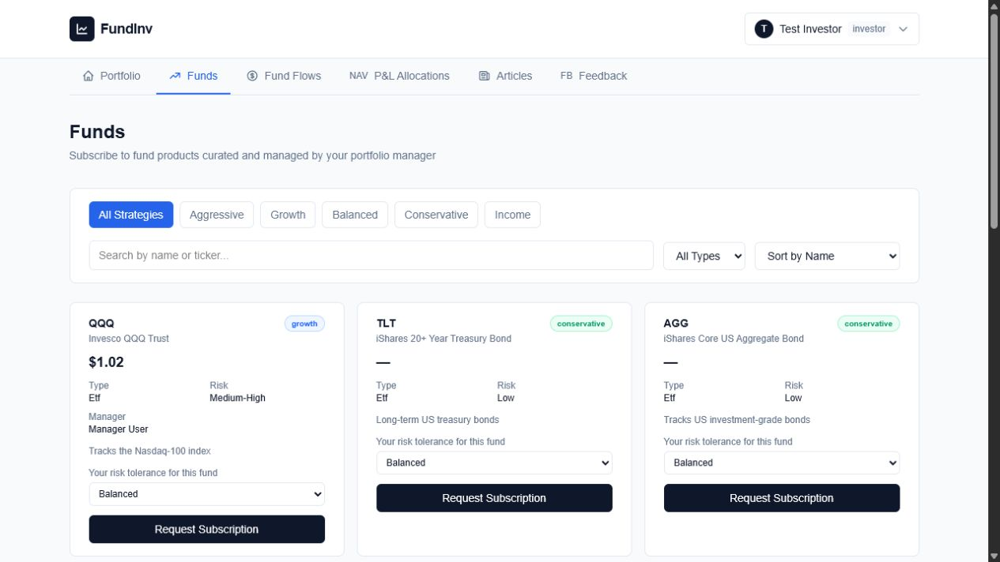 FundInv
T Test Investor investor
Portfolio Funds Fund Flows NAV P&L Allocations Articles FB Feedback
Funds
Subscribe to fund products curated and managed by your portfolio manager
All Strategies Aggressive Growth Balanced Conservative Income
Search by name or ticker... All Types Sort by Name
QQQ growth
Invesco QQQ Trust
$1.02
Type Risk
Etf Medium-High
Manager
Manager User
Tracks the Nasdaq-100 index
Your risk tolerance for this fund
Balanced
Request Subscription
TLT conservative
iShares 20+ Year Treasury Bond
—
Type Risk
Etf Low
Long-term US treasury bonds
Your risk tolerance for this fund
Balanced
Request Subscription
AGG conservative
iShares Core US Aggregate Bond
—
Type Risk
Etf Low
Tracks US investment-grade bonds
Your risk tolerance for this fund
Balanced
Request Subscription